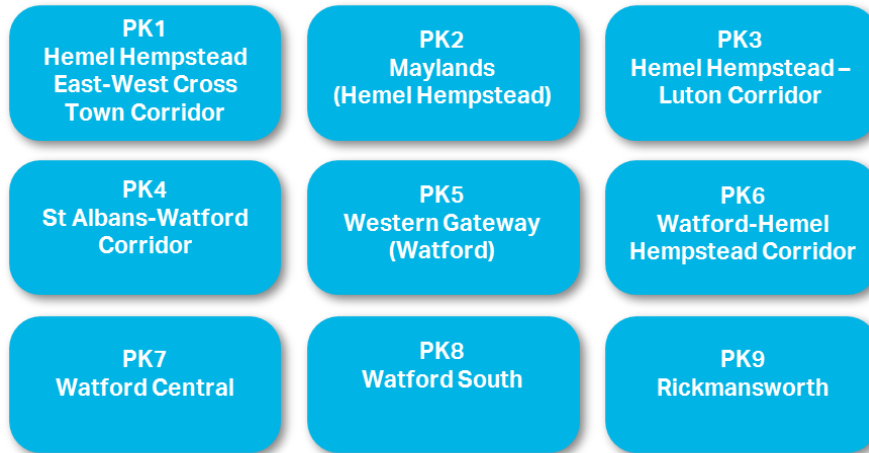 PK1
Hemel Hempstead
East-West Cross
Town Corridor
PK2
Maylands
(Hemel Hempstead)
PK3
Hemel Hempstead –
Luton Corridor
PK4
St Albans-Watford
Corridor
PK5
Western Gateway
(Watford)
PK6
Watford-Hemel
Hempstead Corridor
PK7
Watford Central
PK8
Watford South
PK9
Rickmansworth